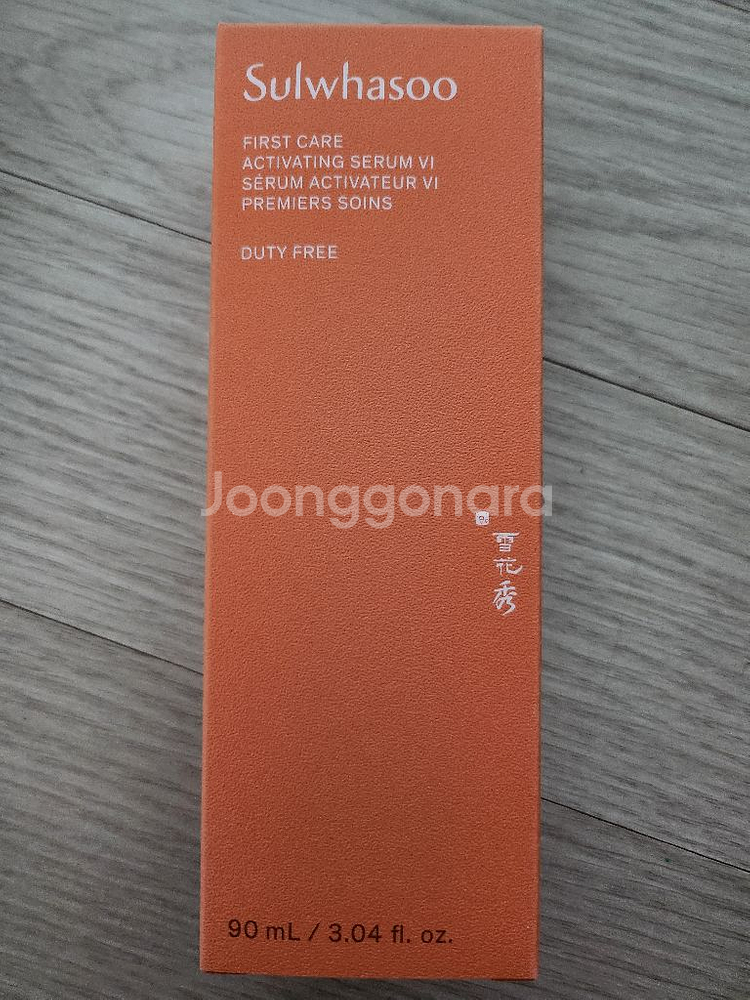 Sulwhasoo
FIRST CARE
ACTIVATING SERUM VI
SÉRUM ACTIVATEUR VI
PREMIERS SOINS
DUTY FREE
Joonggonara
雪
花
秀
90 mL / 3.04 fl. oz.